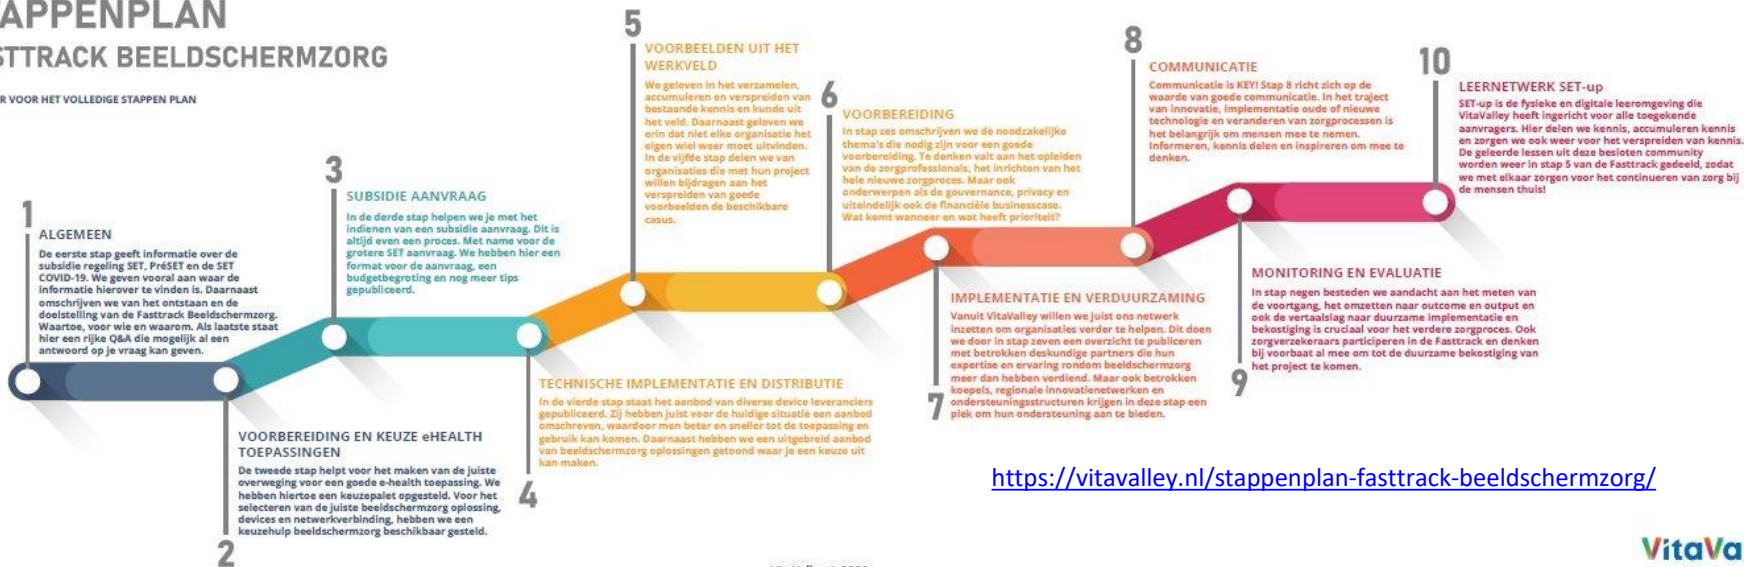 APPENPLAN
STTRACK BEELDSCHERMZORG
R VOOR HET VOLLEDIGE STAPPEN PLAN
1
ALGEMEEN
De eerste stap geeft informatie over de
subsidie regeling SET, PréSET en de SET
COVID-19. We geven vooral aan waar de
informatie hierover te vinden is. Daarnaast
omschrijven we van het ontstaan en de
doelstelling van de Fasttrack Beeldschermzorg.
Waartoe, voor wie en waarom. Als laatste staat
hier een rijke Q&A die mogelijk al een
antwoord op je vraag kan geven.
2
VOORBEREIDING EN KEUZE eHEALTH
TOEPASSINGEN
De tweede stap helpt voor het maken van de juiste
overweging voor een goede e-health toepassing. We
hebben hiertoe een keuzepalet opgesteld. Voor het
selecteren van de juiste beeldschermzorg oplossing,
devices en netwerkverbinding, hebben we een
keuzehulp beeldschermzorg beschikbaar gesteld.
3
SUBSIDIE AANVRAAG
In de derde stap helpen we je met het
indienen van een subsidie aanvraag. Dit is
altijd even een proces. Met name voor de
grotere SET aanvraag. We hebben hier een
format voor de aanvraag, een
budgetbegroting en nog meer tips
gepubliceerd.
4
TECHNISCHE IMPLEMENTATIE EN DISTRIBUTIE
In de vierde stap staat het aanbod van diverse device leveranciers
gepubliceerd. Zij hebben juist voor de huidige situatie een aanbod
omschreven, waardoor men beter en sneller tot de toepassing en
gebruik kan komen. Daarnaast hebben we een uitgebreid aanbod
van beeldschermzorg oplossingen getoond waar je een keuze uit
kan maken.
5
VOORBEELDEN UIT HET
WERKVELD
We geloven in het verzamelen,
accumuleren en verspreiden van
bestaande kennis en kunde uit
het veld. Daarnaast geloven we
erin dat niet elke organisatie het
eigen wiel weer moet uitvinden.
In de vijfde stap delen we van
organisaties die met hun project
willen bijdragen aan het
verspreiden van goede
voorbeelden de beschikbare
casus.
6
VOORBEREIDING
In stap zes omschrijven we de noodzakelijke
thema's die nodig zijn voor een goede
voorbereiding. Te denken valt aan het opleiden
van de zorgprofessionals, het inrichten van het
hele nieuwe zorgproces. Maar ook
onderwerpen als de gouvernance, privacy en
uiteindelijk ook de financiële businesscase.
Wat komt wanneer en wat heeft prioriteit?
7
IMPLEMENTATIE EN VERDUURZAMING
Vanuit VitaValley willen we juist ons netwerk
inzetten om organisaties verder te helpen. Dit doen
we door in stap zeven een overzicht te publiceren
met betrokken deskundige partners die hun
expertise en ervaring rondom beeldschermzorg
meer dan hebben verdiend. Maar ook betrokken
koepels, regionale innovatienetwerken en
ondersteuningsstructuren krijgen in deze stap een
plek om hun ondersteuning aan te bieden.
8
COMMUNICATIE
Communicatie is KEY! Stap 8 richt zich op de
waarde van goede communicatie. In het traject
van innovatie, implementatie oude of nieuwe
technologie en veranderen van zorgprocessen is
het belangrijk om mensen mee te nemen.
Informeren, kennis delen en inspireren om mee te
denken.
9
MONITORING EN EVALUATIE
In stap negen besteden we aandacht aan het meten van
de voortgang, het omzetten naar outcome en output en
ook de vertaalslag naar duurzame implementatie en
bekostiging is cruciaal voor het verdere zorgproces. Ook
zorgverzekeraars participeren in de Fasttrack en denken
bij voorbaat al mee om tot de duurzame bekostiging van
het project te komen.
10
LEERNETWERK SET-up
SET-up is de fysieke en digitale leeromgeving die
VitaValley heeft ingericht voor alle toegekende
aanvragers. Hier delen we kennis, accumuleren kennis
en zorgen we ook weer voor het verspreiden van kennis.
De geleerde lessen uit deze besloten community
worden weer in stap 5 van de Fasttrack gedeeld, zodat
we met elkaar zorgen voor het continueren van zorg bij
de mensen thuis!
https://vitavalley.nl/stappenplan-fasttrack-beeldschermzorg/
VitaVa